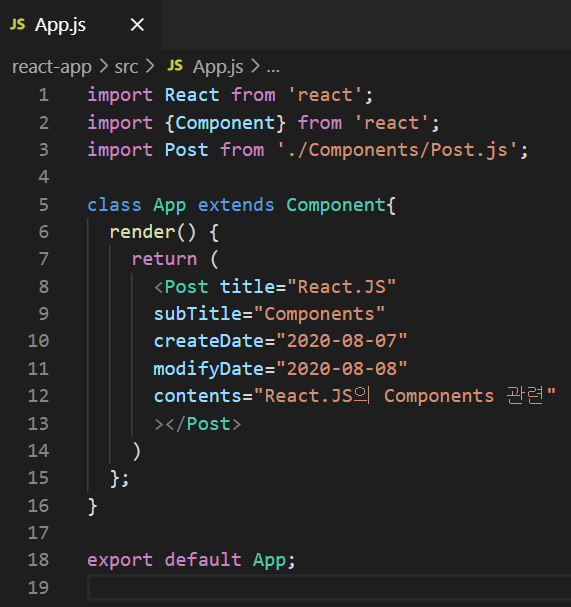 JS App.js ×
react-app > src > JS App.js > ...
1 import React from 'react';
2 import {Component} from 'react';
3 import Post from './Components/Post.js';
4
5 class App extends Component{
6   render() {
7     return (
8       <Post title="React.JS"
9       subTitle="Components"
10       createDate="2020-08-07"
11       modifyDate="2020-08-08"
12       contents="React.JS의 Components 관련"
13       ></Post>
14     )
15   };
16 }
17
18 export default App;
19